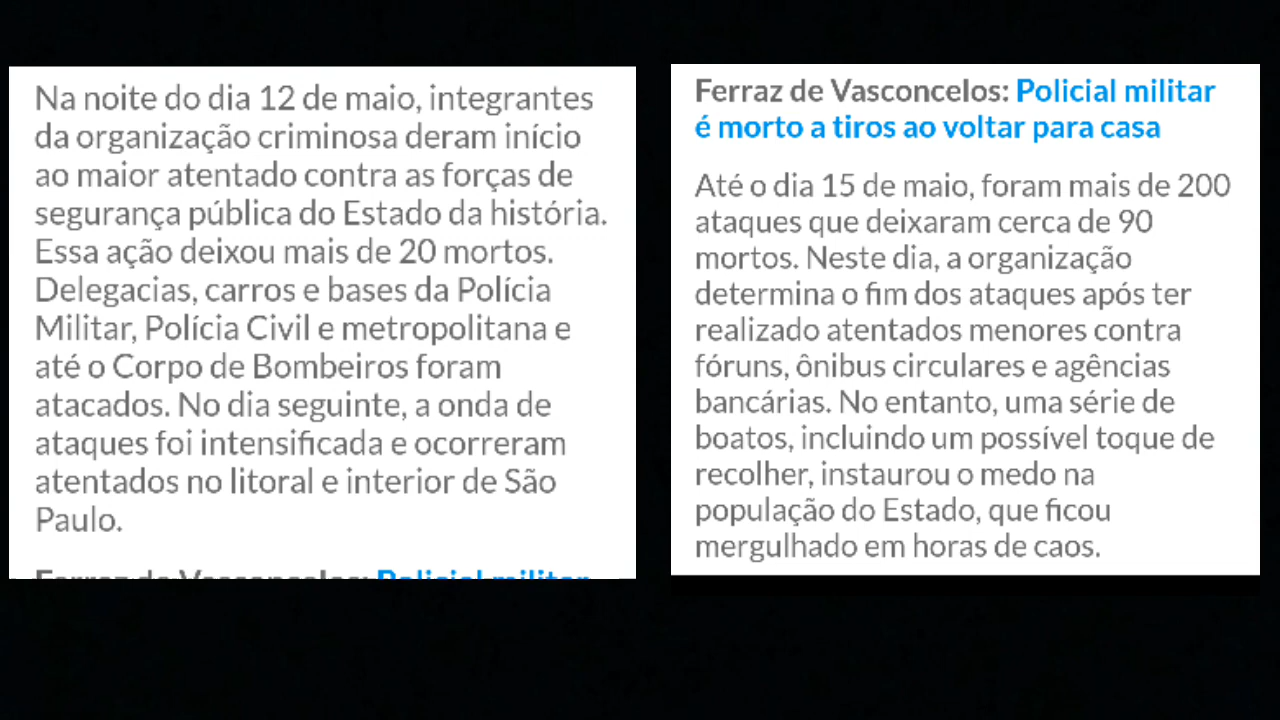 Na noite do dia 12 de maio, integrantes
da organização criminosa deram início
ao maior atentado contra as forças de
segurança pública do Estado da história.
Essa ação deixou mais de 20 mortos.
Delegacias, carros e bases da Polícia
Militar, Polícia Civil e metropolitana e
até o Corpo de Bombeiros foram
atacados. No dia seguinte, a onda de
ataques foi intensificada e ocorreram
atentados no litoral e interior de São
Paulo.
Ferraz de Vasconcelos: Policial militar
Ferraz de Vasconcelos: Policial militar
é morto a tiros ao voltar para casa
Até o dia 15 de maio, foram mais de 200
ataques que deixaram cerca de 90
mortos. Neste dia, a organização
determina o fim dos ataques após ter
realizado atentados menores contra
fóruns, ônibus circulares e agências
bancárias. No entanto, uma série de
boatos, incluindo um possível toque de
recolher, instaurou o medo na
população do Estado, que ficou
mergulhado em horas de caos.